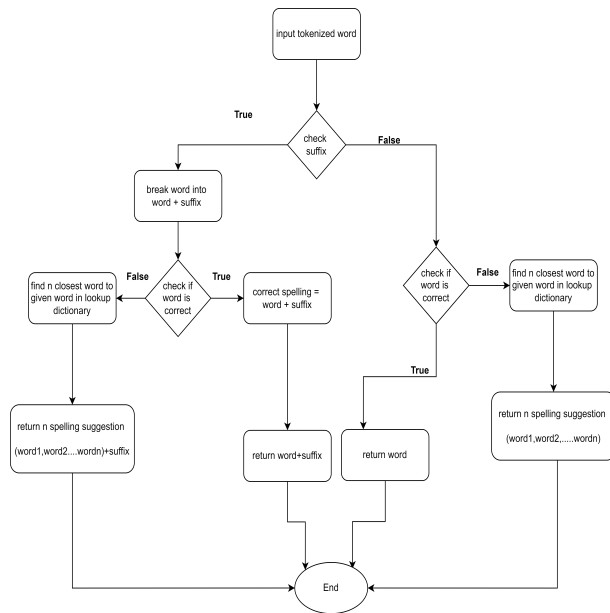 input tokenized word
True
check
suffix
False
break word into
word + suffix
False
True
find n closest word to
given word in lookup
dictionary
check if
word is
correct
correct spelling =
word + suffix
check if
word is
correct
False
find n closest word to
given word in lookup
dictionary
True
return n spelling suggestion
(word1,word2....wordn)+suffix
return word+suffix
return word
return n spelling suggestion
(word1,word2,.....wordn)
End